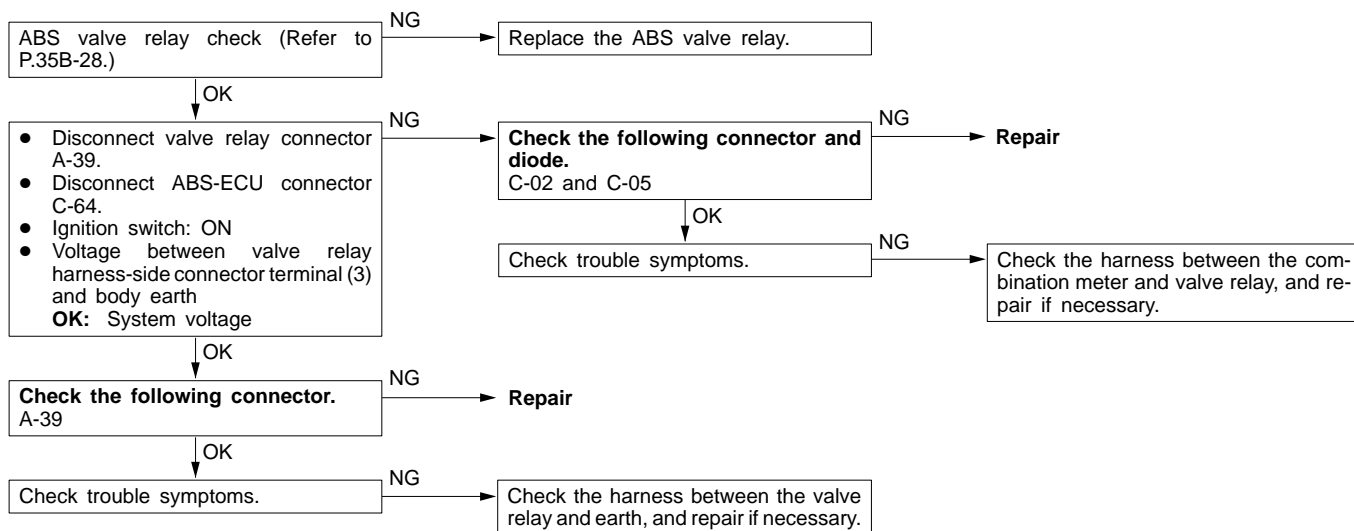 ABS valve relay check (Refer to
P.35B-28.)
NG
Replace the ABS valve relay.
OK
● Disconnect valve relay connector
A-39.
● Disconnect ABS-ECU connector
C-64.
● Ignition switch: ON
● Voltage between valve relay
harness-side connector terminal (3)
and body earth
OK: System voltage
NG
Check the following connector and
diode.
C-02 and C-05
NG
Repair
OK
Check trouble symptoms.
NG
Check the harness between the com-
bination meter and valve relay, and re-
pair if necessary.
OK
Check the following connector.
A-39
NG
Repair
OK
Check trouble symptoms.
NG
Check the harness between the valve
relay and earth, and repair if necessary.